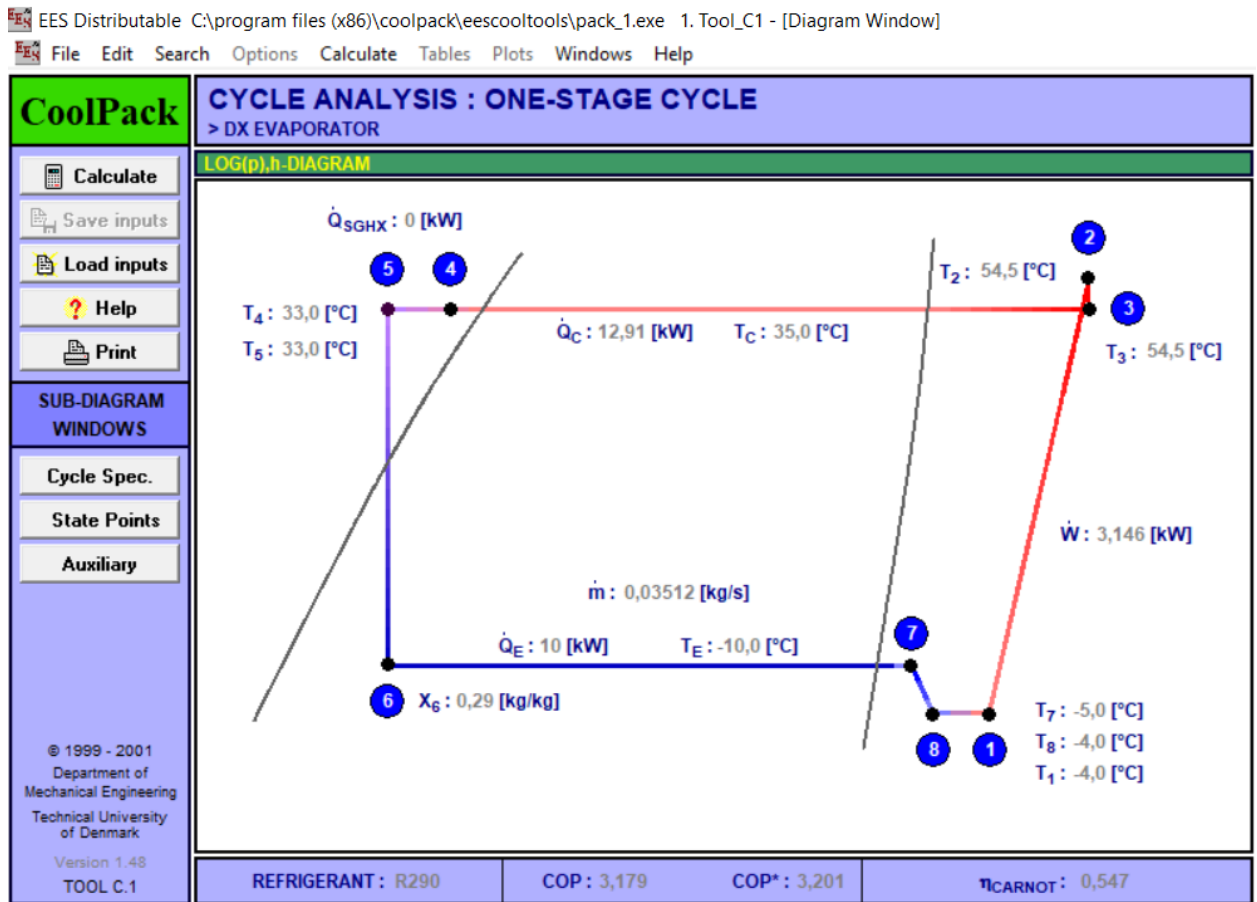 EES Distributable C:\program files (x86)\coolpack\eescooltools\pack_1.exe 1. Tool_C1 - [Diagram Window]
File Edit Search Options Calculate Tables Plots Windows Help
CoolPack
CYCLE ANALYSIS : ONE-STAGE CYCLE
> DX EVAPORATOR
LOG(p),h-DIAGRAM
Calculate
Save inputs
Load inputs
? Help
Print
SUB-DIAGRAM
WINDOWS
Cycle Spec.
State Points
Auxiliary
© 1999 - 2001
Department of
Mechanical Engineering
Technical University
of Denmark
Version 1.48
TOOL C.1
Q̇SGHX : 0 [kW]
5 4
2
T2 : 54,5 [°C]
3
T4 : 33,0 [°C]
T5 : 33,0 [°C]
Q̇C : 12,91 [kW] TC : 35,0 [°C]
T3 : 54,5 [°C]
Ẇ : 3,146 [kW]
ṁ : 0,03512 [kg/s]
Q̇E : 10 [kW] TE : -10,0 [°C]
7
6 X6 : 0,29 [kg/kg]
8 1
T7 : -5,0 [°C]
T8 : -4,0 [°C]
T1 : -4,0 [°C]
REFRIGERANT : R290 COP : 3,179 COP* : 3,201 ηCARNOT : 0,547